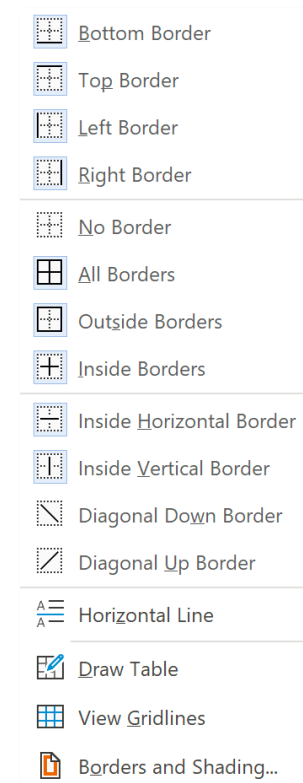 Bottom Border
Top Border
Left Border
Right Border
No Border
All Borders
Outside Borders
Inside Borders
Inside Horizontal Border
Inside Vertical Border
Diagonal Down Border
Diagonal Up Border
A
A
Horizontal Line
Draw Table
View Gridlines
Borders and Shading...